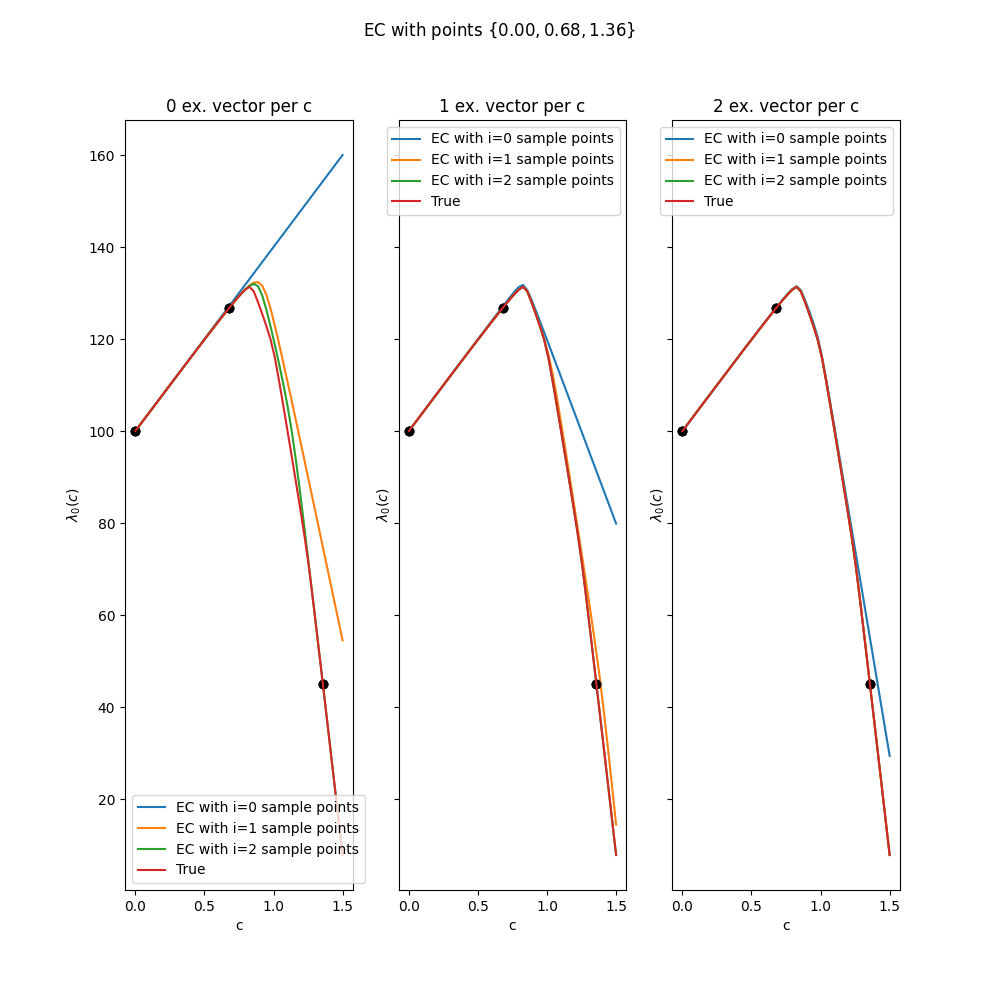 EC with points {0.00, 0.68, 1.36}
0 ex. vector per c
1 ex. vector per c
2 ex. vector per c
160
140
120
100
80
60
40
20
λ₀(c)
EC with i=0 sample points
EC with i=1 sample points
EC with i=2 sample points
True
0.0 0.5 1.0 1.5
c
EC with i=0 sample points
EC with i=1 sample points
EC with i=2 sample points
True
λ₀(c)
0.0 0.5 1.0 1.5
c
EC with i=0 sample points
EC with i=1 sample points
EC with i=2 sample points
True
λ₀(c)
0.0 0.5 1.0 1.5
c